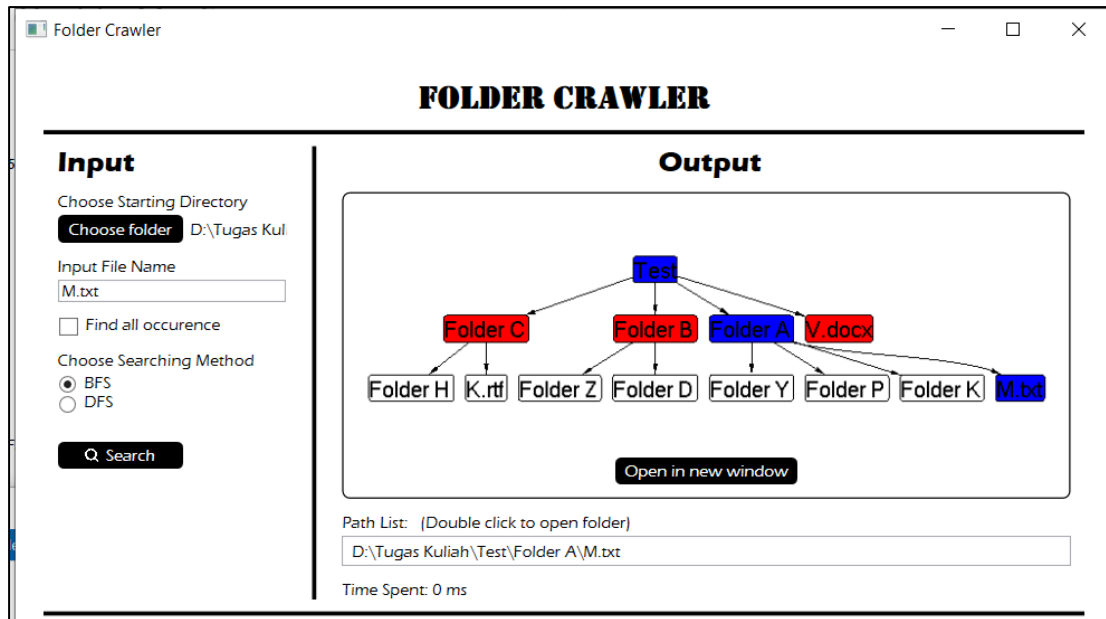 Folder Crawler
FOLDER CRAWLER
Input
Choose Starting Directory
Choose folder D:\Tugas Kul
Input File Name
M.txt
Find all occurence
Choose Searching Method
BFS
DFS
Search
Output
Test
Folder C Folder B Folder A V.docx
Folder H K.rtf Folder Z Folder D Folder Y Folder P Folder K M.txt
Open in new window
Path List: (Double click to open folder)
D:\Tugas Kuliah\Test\Folder A\M.txt
Time Spent: 0 ms